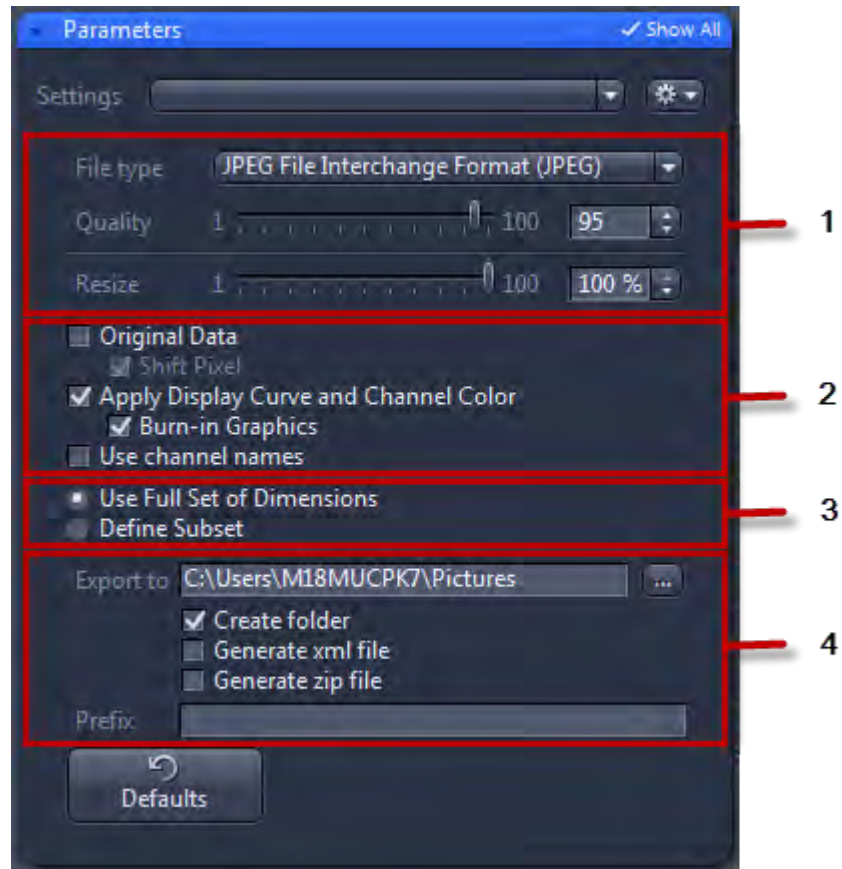 Parameters Show All
Settings
File type JPEG File Interchange Format (JPEG)
Quality 1 100 95
1
Resize 1 100 100 %
Original Data
Shift Pixel
Apply Display Curve and Channel Color
2
Burn-in Graphics
Use channel names
Use Full Set of Dimensions
3
Define Subset
Export to C:\Users\M18MUCPK7\Pictures ...
Create folder
Generate xml file
4
Generate zip file
Prefix
Defaults